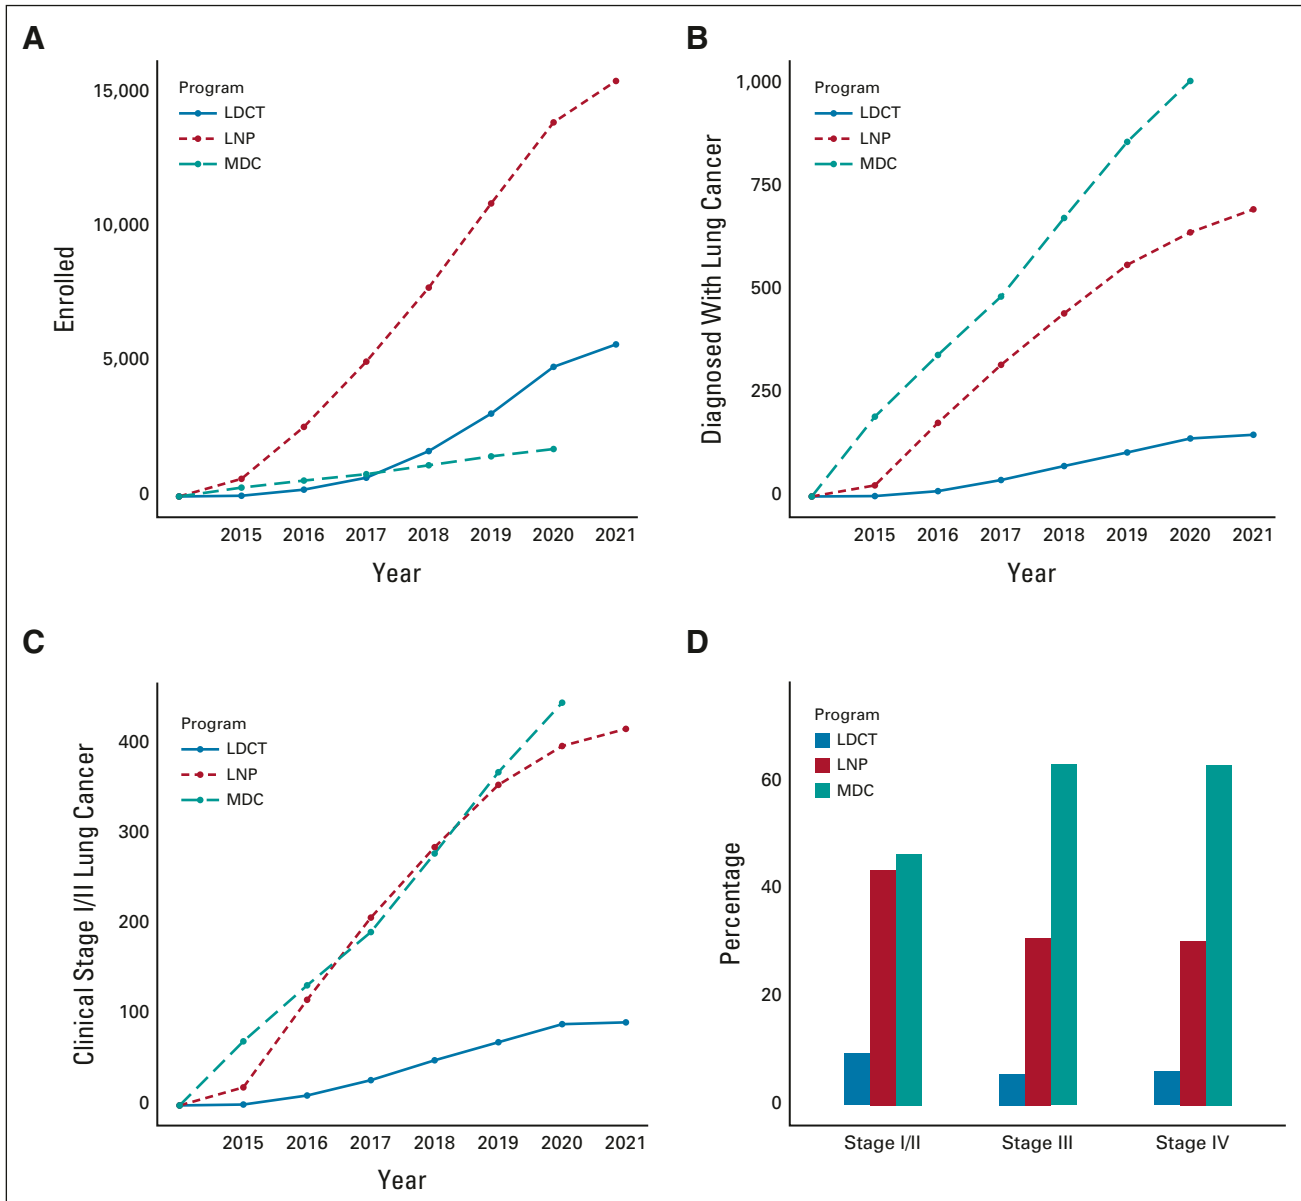 A
Enrolled
15,000
10,000
5,000
0
Program
LDCT
LNP
MDC
2015 2016 2017 2018 2019 2020 2021
Year
B
Diagnosed With Lung Cancer
1,000
750
500
250
0
Program
LDCT
LNP
MDC
2015 2016 2017 2018 2019 2020 2021
Year
C
Clinical Stage I/II Lung Cancer
400
300
200
100
0
Program
LDCT
LNP
MDC
2015 2016 2017 2018 2019 2020 2021
Year
D
Percentage
60
40
20
0
Program
LDCT
LNP
MDC
Stage I/II Stage III Stage IV